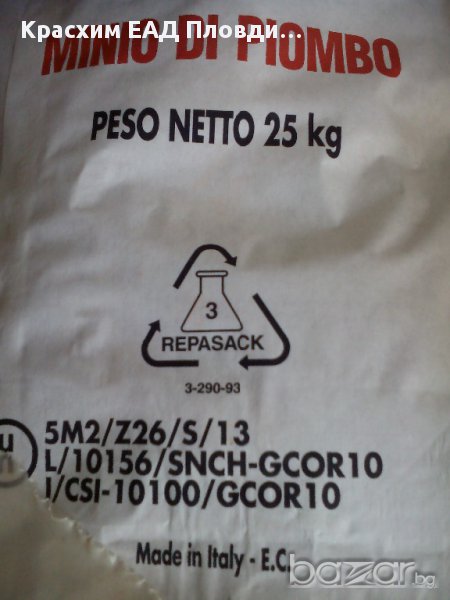 Красхим ЕАД Пловди...
MINIO DI PIOMBO
PESO NETTO 25 kg
3
REPASACK
3-290-93
u
n
5M2/Z26/S/13
L/10156/SNCH-GCOR10
I/CSI-10100/GCOR10
Made in Italy - E.C.
bazar.bg